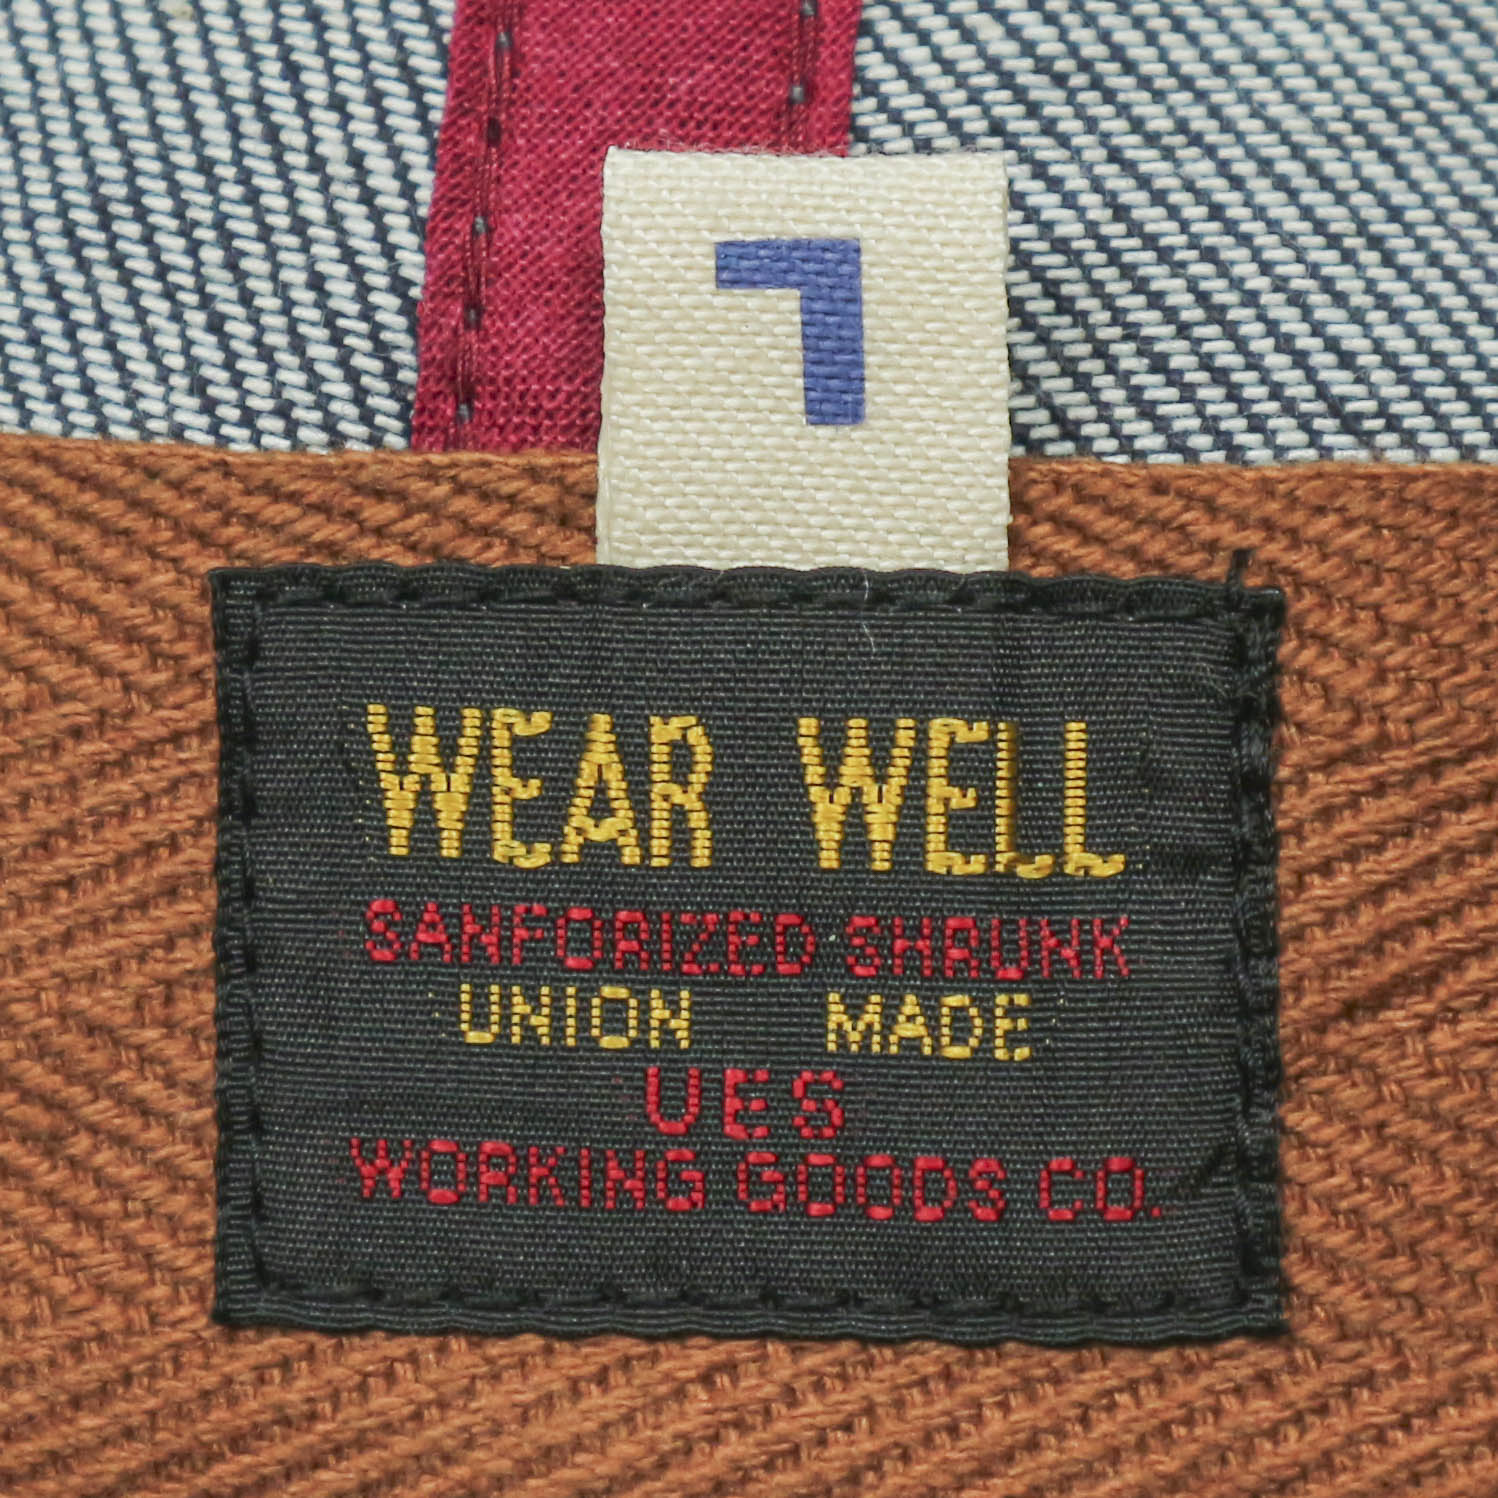 L
WEAR WELL
SANFORIZED SHRUNK
UNION MADE
UES
WORKING GOODS CO.